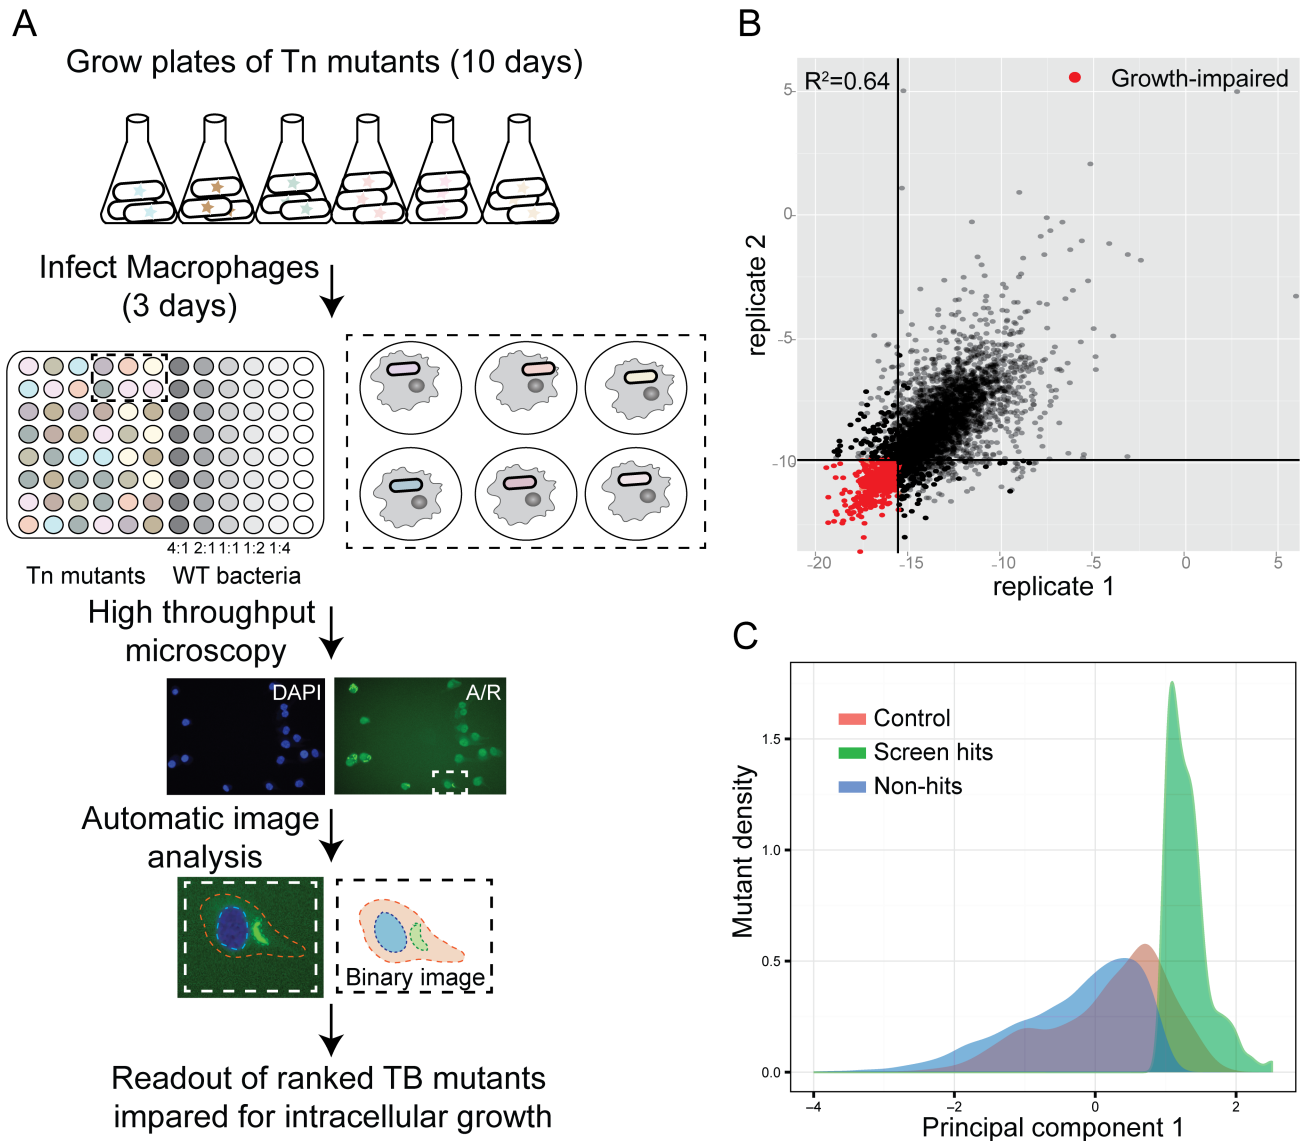 A
Grow plates of Tn mutants (10 days)
Infect Macrophages
(3 days)
4:1 2:1 1:1 1:2 1:4
Tn mutants WT bacteria
High throughput
microscopy
DAPI
A/R
Automatic image
analysis
Binary image
Readout of ranked TB mutants
impared for intracellular growth
B
R²=0.64
Growth-impaired
replicate 2
5
0
-5
-10
-20 -15 -10 -5 0 5
replicate 1
C
Control
Screen hits
Non-hits
Mutant density
1.5
1.0
0.5
0.0
−4 −2 0 2
Principal component 1